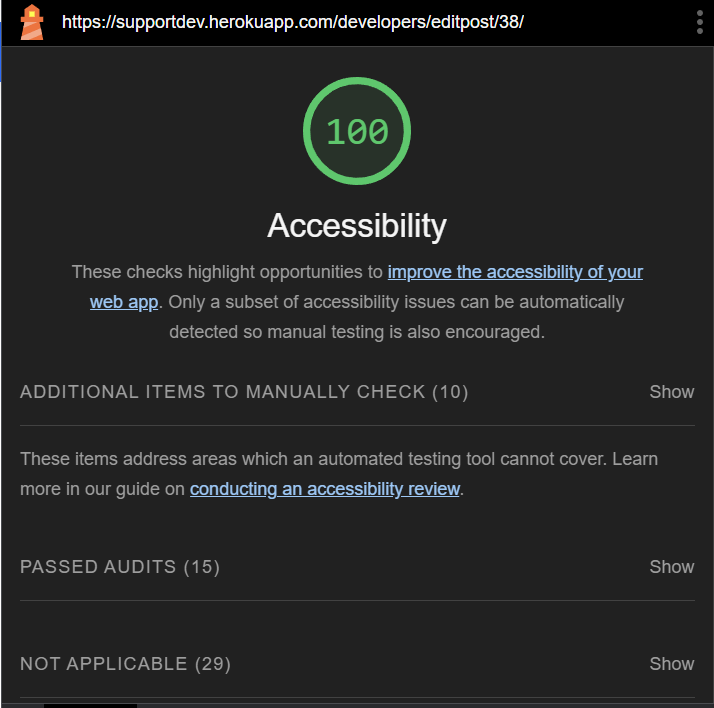 https://supportdev.herokuapp.com/developers/editpost/38/
100
Accessibility
These checks highlight opportunities to improve the accessibility of your
web app. Only a subset of accessibility issues can be automatically
detected so manual testing is also encouraged.
ADDITIONAL ITEMS TO MANUALLY CHECK (10) Show
These items address areas which an automated testing tool cannot cover. Learn
more in our guide on conducting an accessibility review.
PASSED AUDITS (15) Show
NOT APPLICABLE (29) Show